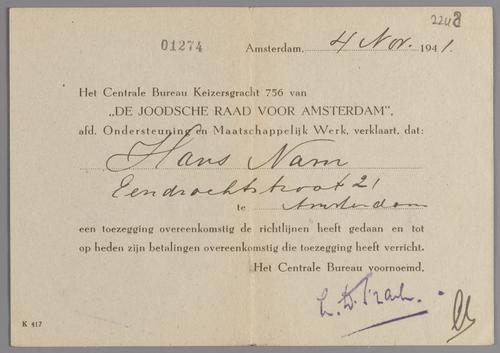 2248
01274
Amsterdam, 4 Nov. 1941.
Het Centrale Bureau Keizersgracht 756 van
„DE JOODSCHE RAAD VOOR AMSTERDAM”,
afd. Ondersteuning en Maatschappelijk Werk, verklaart, dat:
Hans Nam
Eendrachtstraat 21
te Amsterdam
een toezegging overeenkomstig de richtlijnen heeft gedaan en tot
op heden zijn betalingen overeenkomstig die toezegging heeft verricht.
Het Centrale Bureau voornoemd,
K 417